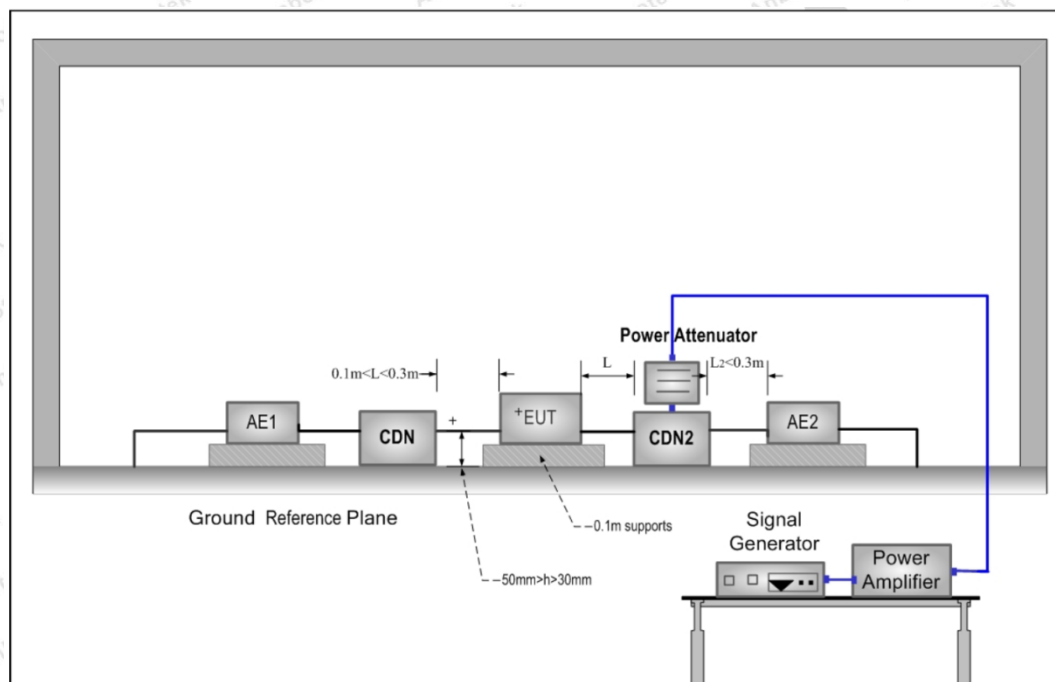 Power Attenuator
0.1m<L<0.3m
L
L2<0.3m
AE1
CDN
+
+EUT
CDN2
AE2
Ground Reference Plane
0.1m supports
50mm>h>30mm
Signal
Generator
Power
Amplifier